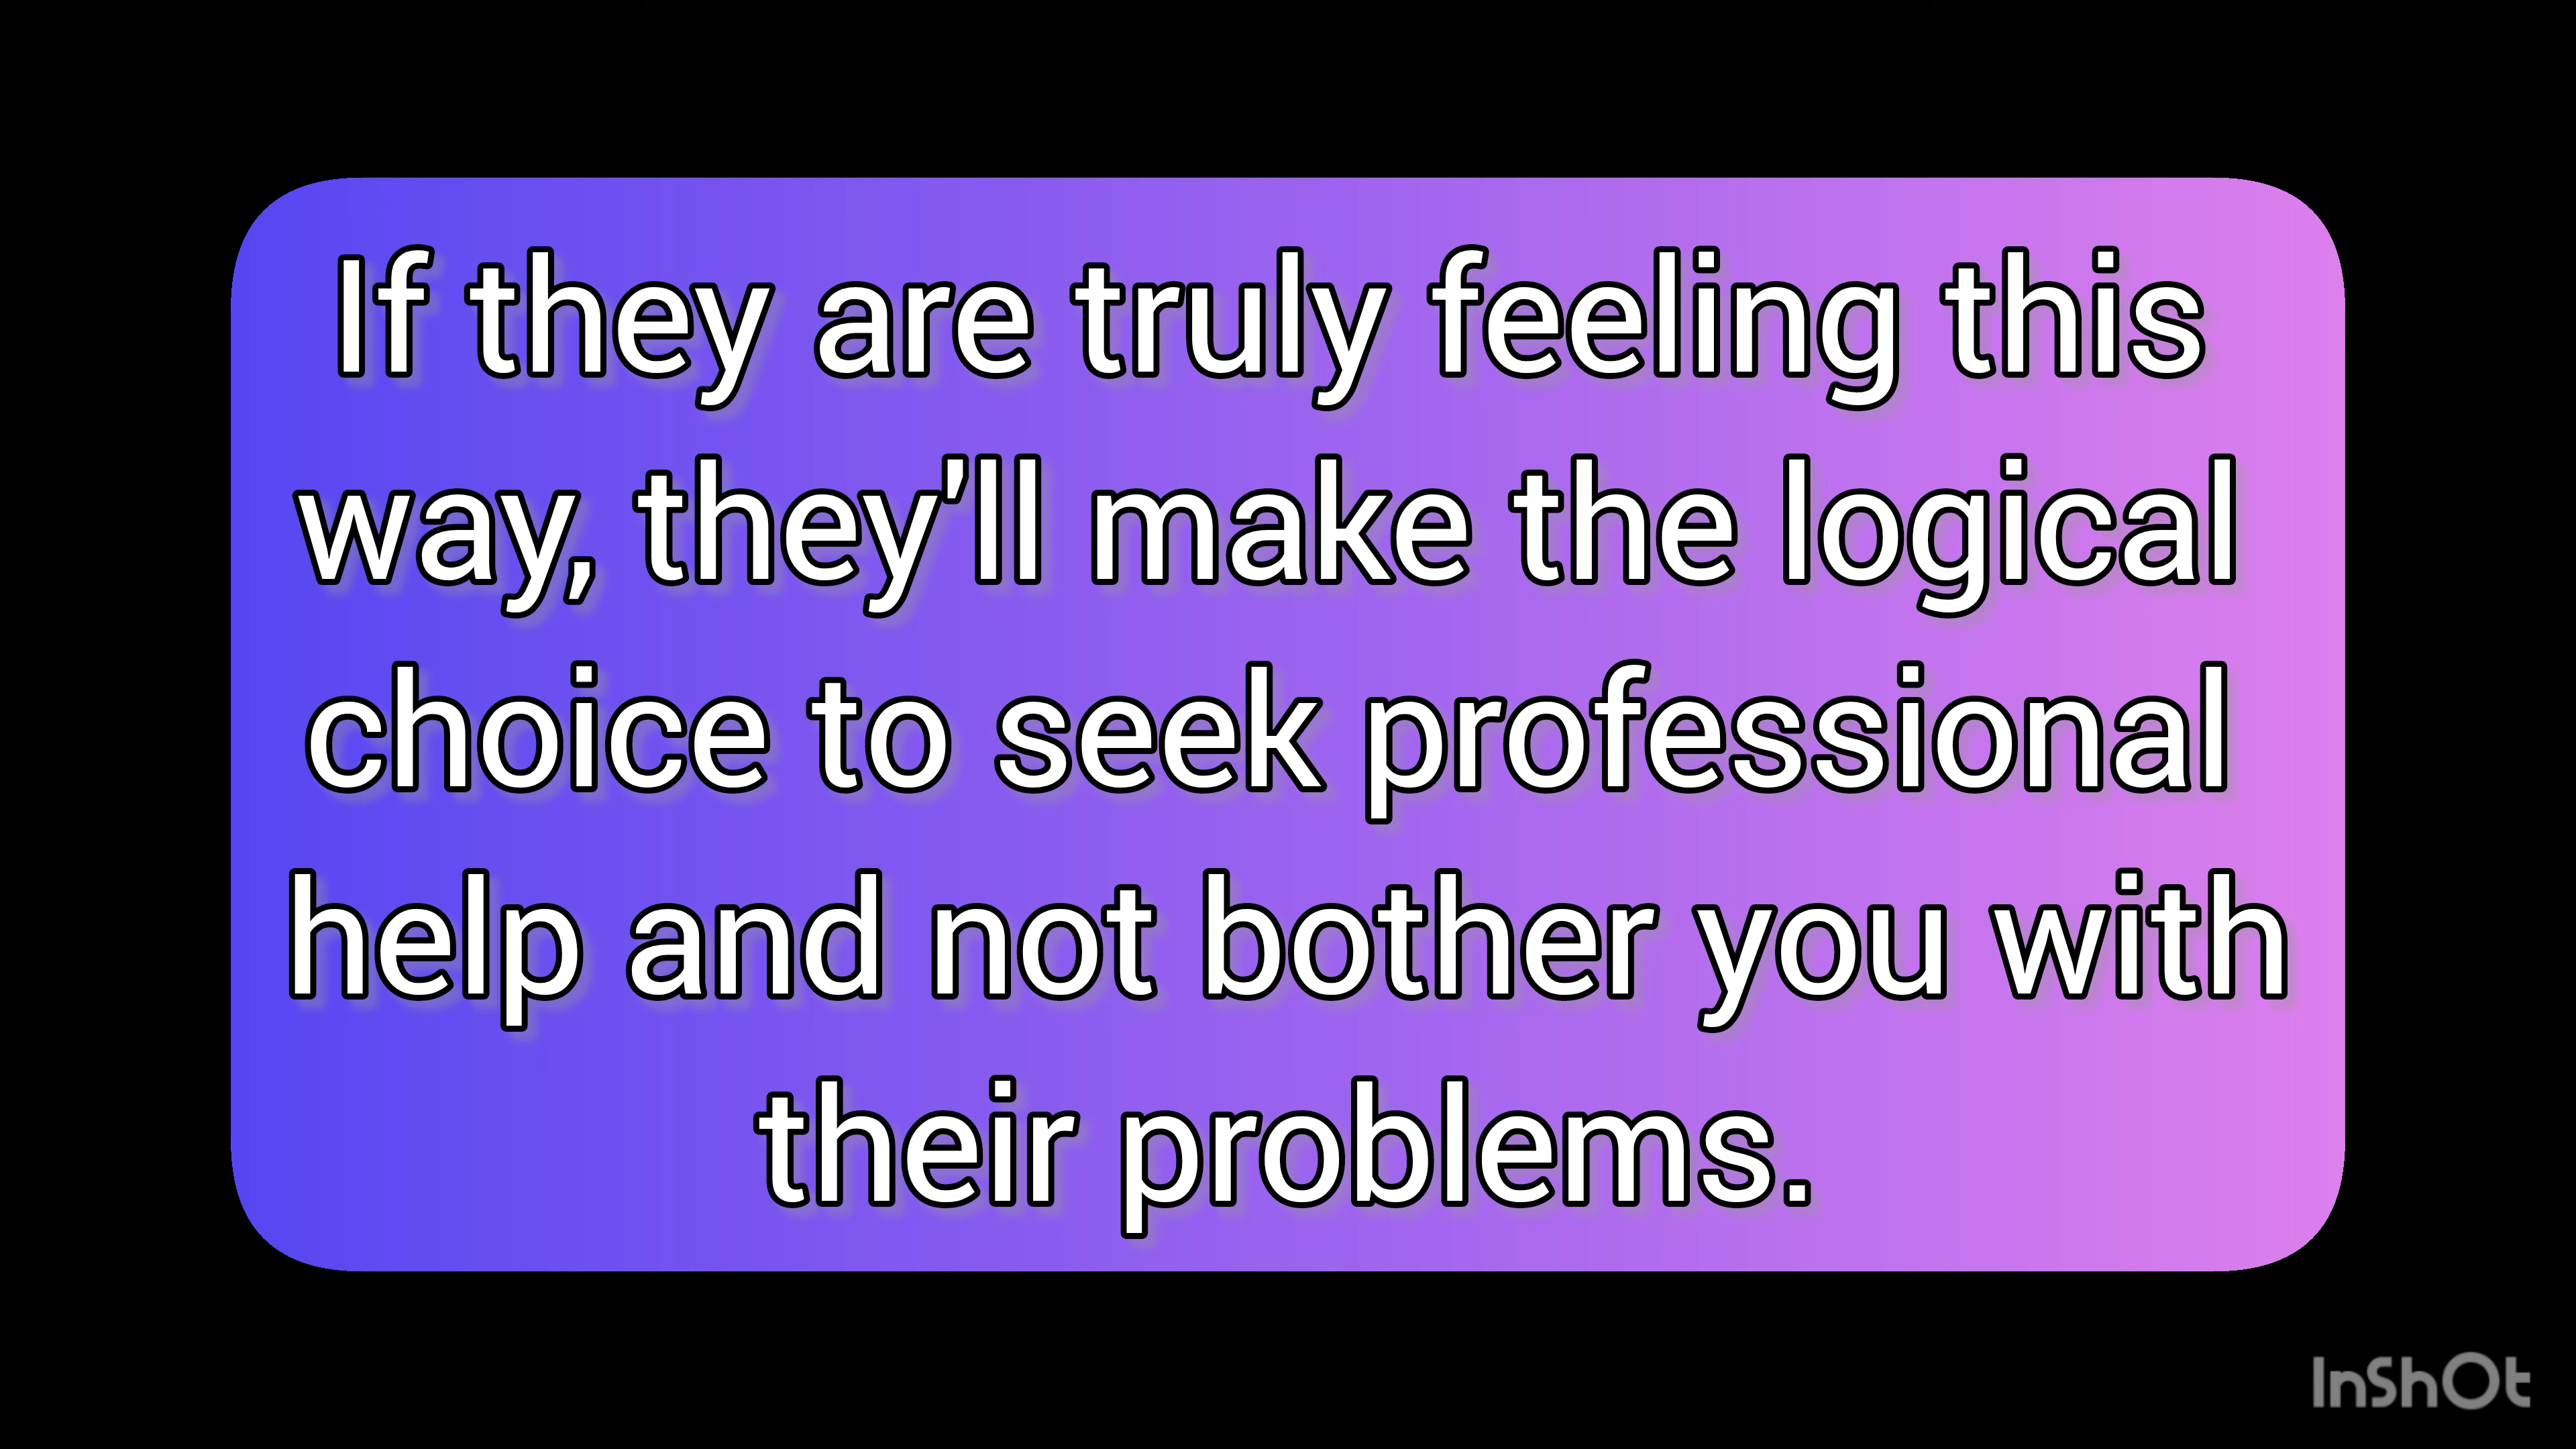 If they are truly feeling this
way, they'll make the logical
choice to seek professional
help and not bother you with
their problems.
InShOt